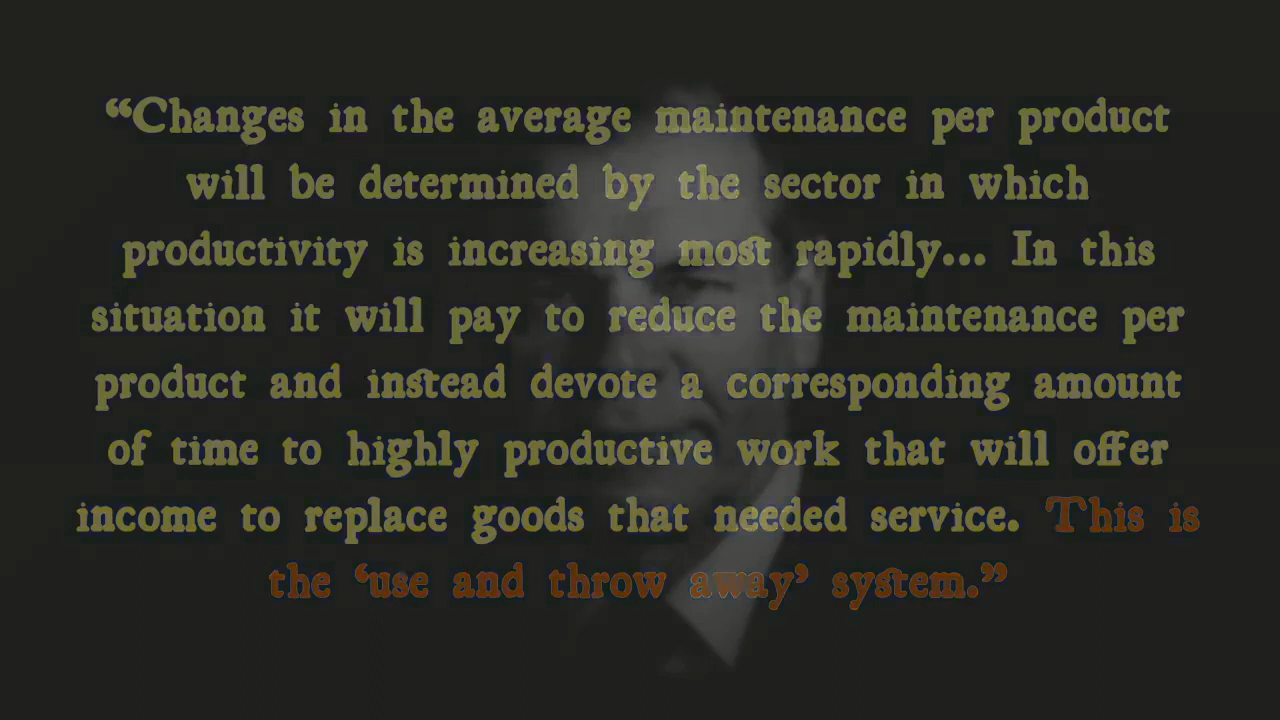 “Changes in the average maintenance per product
will be determined by the sector in which
productivity is increasing most rapidly... In this
situation it will pay to reduce the maintenance per
product and instead devote a corresponding amount
of time to highly productive work that will offer
income to replace goods that needed service. This is
the ‘use and throw away’ system.”